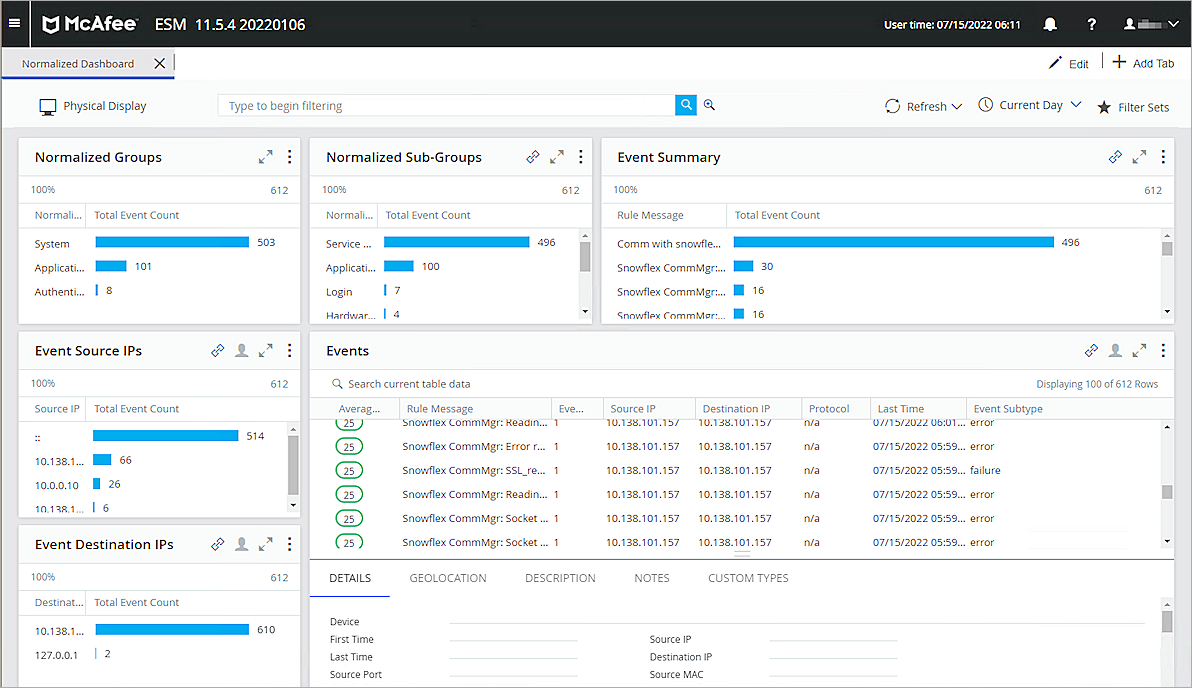 McAfee ESM 11.5.4 20220106 User time: 07/15/2022 06:11 ?
Normalized Dashboard Edit Add Tab
Physical Display Type to begin filtering Refresh Current Day Filter Sets
Normalized Groups
100% 612
Normali... Total Event Count
System 503
Applicati... 101
Authenti... 8
Normalized Sub-Groups
100% 612
Normali... Total Event Count
Service ... 496
Applicati... 100
Login 7
Hardwar... 4
Event Summary
100% 612
Rule Message Total Event Count
Comm with snowfle... 496
Snowflex CommMgr:... 30
Snowflex CommMgr:... 16
Snowflex CommMgr:... 16
Event Source IPs
100% 612
Source IP Total Event Count
:: 514
10.138.1... 66
10.0.0.10 26
10.138.1... 6
Event Destination IPs
100% 612
Destinat... Total Event Count
10.138.1... 610
127.0.0.1 2
Events
Search current table data Displaying 100 of 612 Rows
Averag... Rule Message Eve... Source IP Destination IP Protocol Last Time Event Subtype
25 Snowflex CommMgr: Readin... 1 10.138.101.157 10.138.101.157 n/a 07/15/2022 06:01... error
25 Snowflex CommMgr: Error r... 1 10.138.101.157 10.138.101.157 n/a 07/15/2022 05:59... error
25 Snowflex CommMgr: SSL_re... 1 10.138.101.157 10.138.101.157 n/a 07/15/2022 05:59... failure
25 Snowflex CommMgr: Readin... 1 10.138.101.157 10.138.101.157 n/a 07/15/2022 05:59... error
25 Snowflex CommMgr: Socket ... 1 10.138.101.157 10.138.101.157 n/a 07/15/2022 05:59... error
25 Snowflex CommMgr: Socket ... 1 10.138.101.157 10.138.101.157 n/a 07/15/2022 05:59... error
DETAILS GEOLOCATION DESCRIPTION NOTES CUSTOM TYPES
Device
First Time Source IP
Last Time Destination IP
Source Port Source MAC